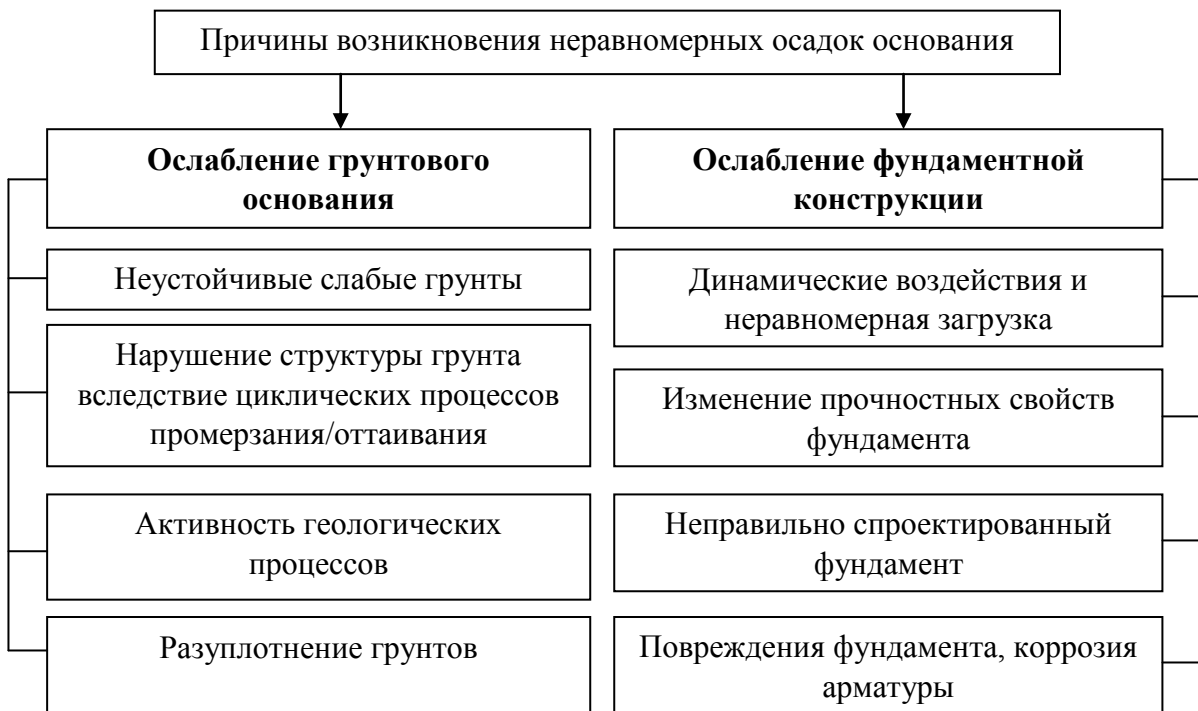 Причины возникновения неравномерных осадок основания
Ослабление грунтового
основания
Неустойчивые слабые грунты
Нарушение структуры грунта
вследствие циклических процессов
промерзания/оттаивания
Активность геологических
процессов
Разуплотнение грунтов
Ослабление фундаментной
конструкции
Динамические воздействия и
неравномерная загрузка
Изменение прочностных свойств
фундамента
Неправильно спроектированный
фундамент
Повреждения фундамента, коррозия
арматуры